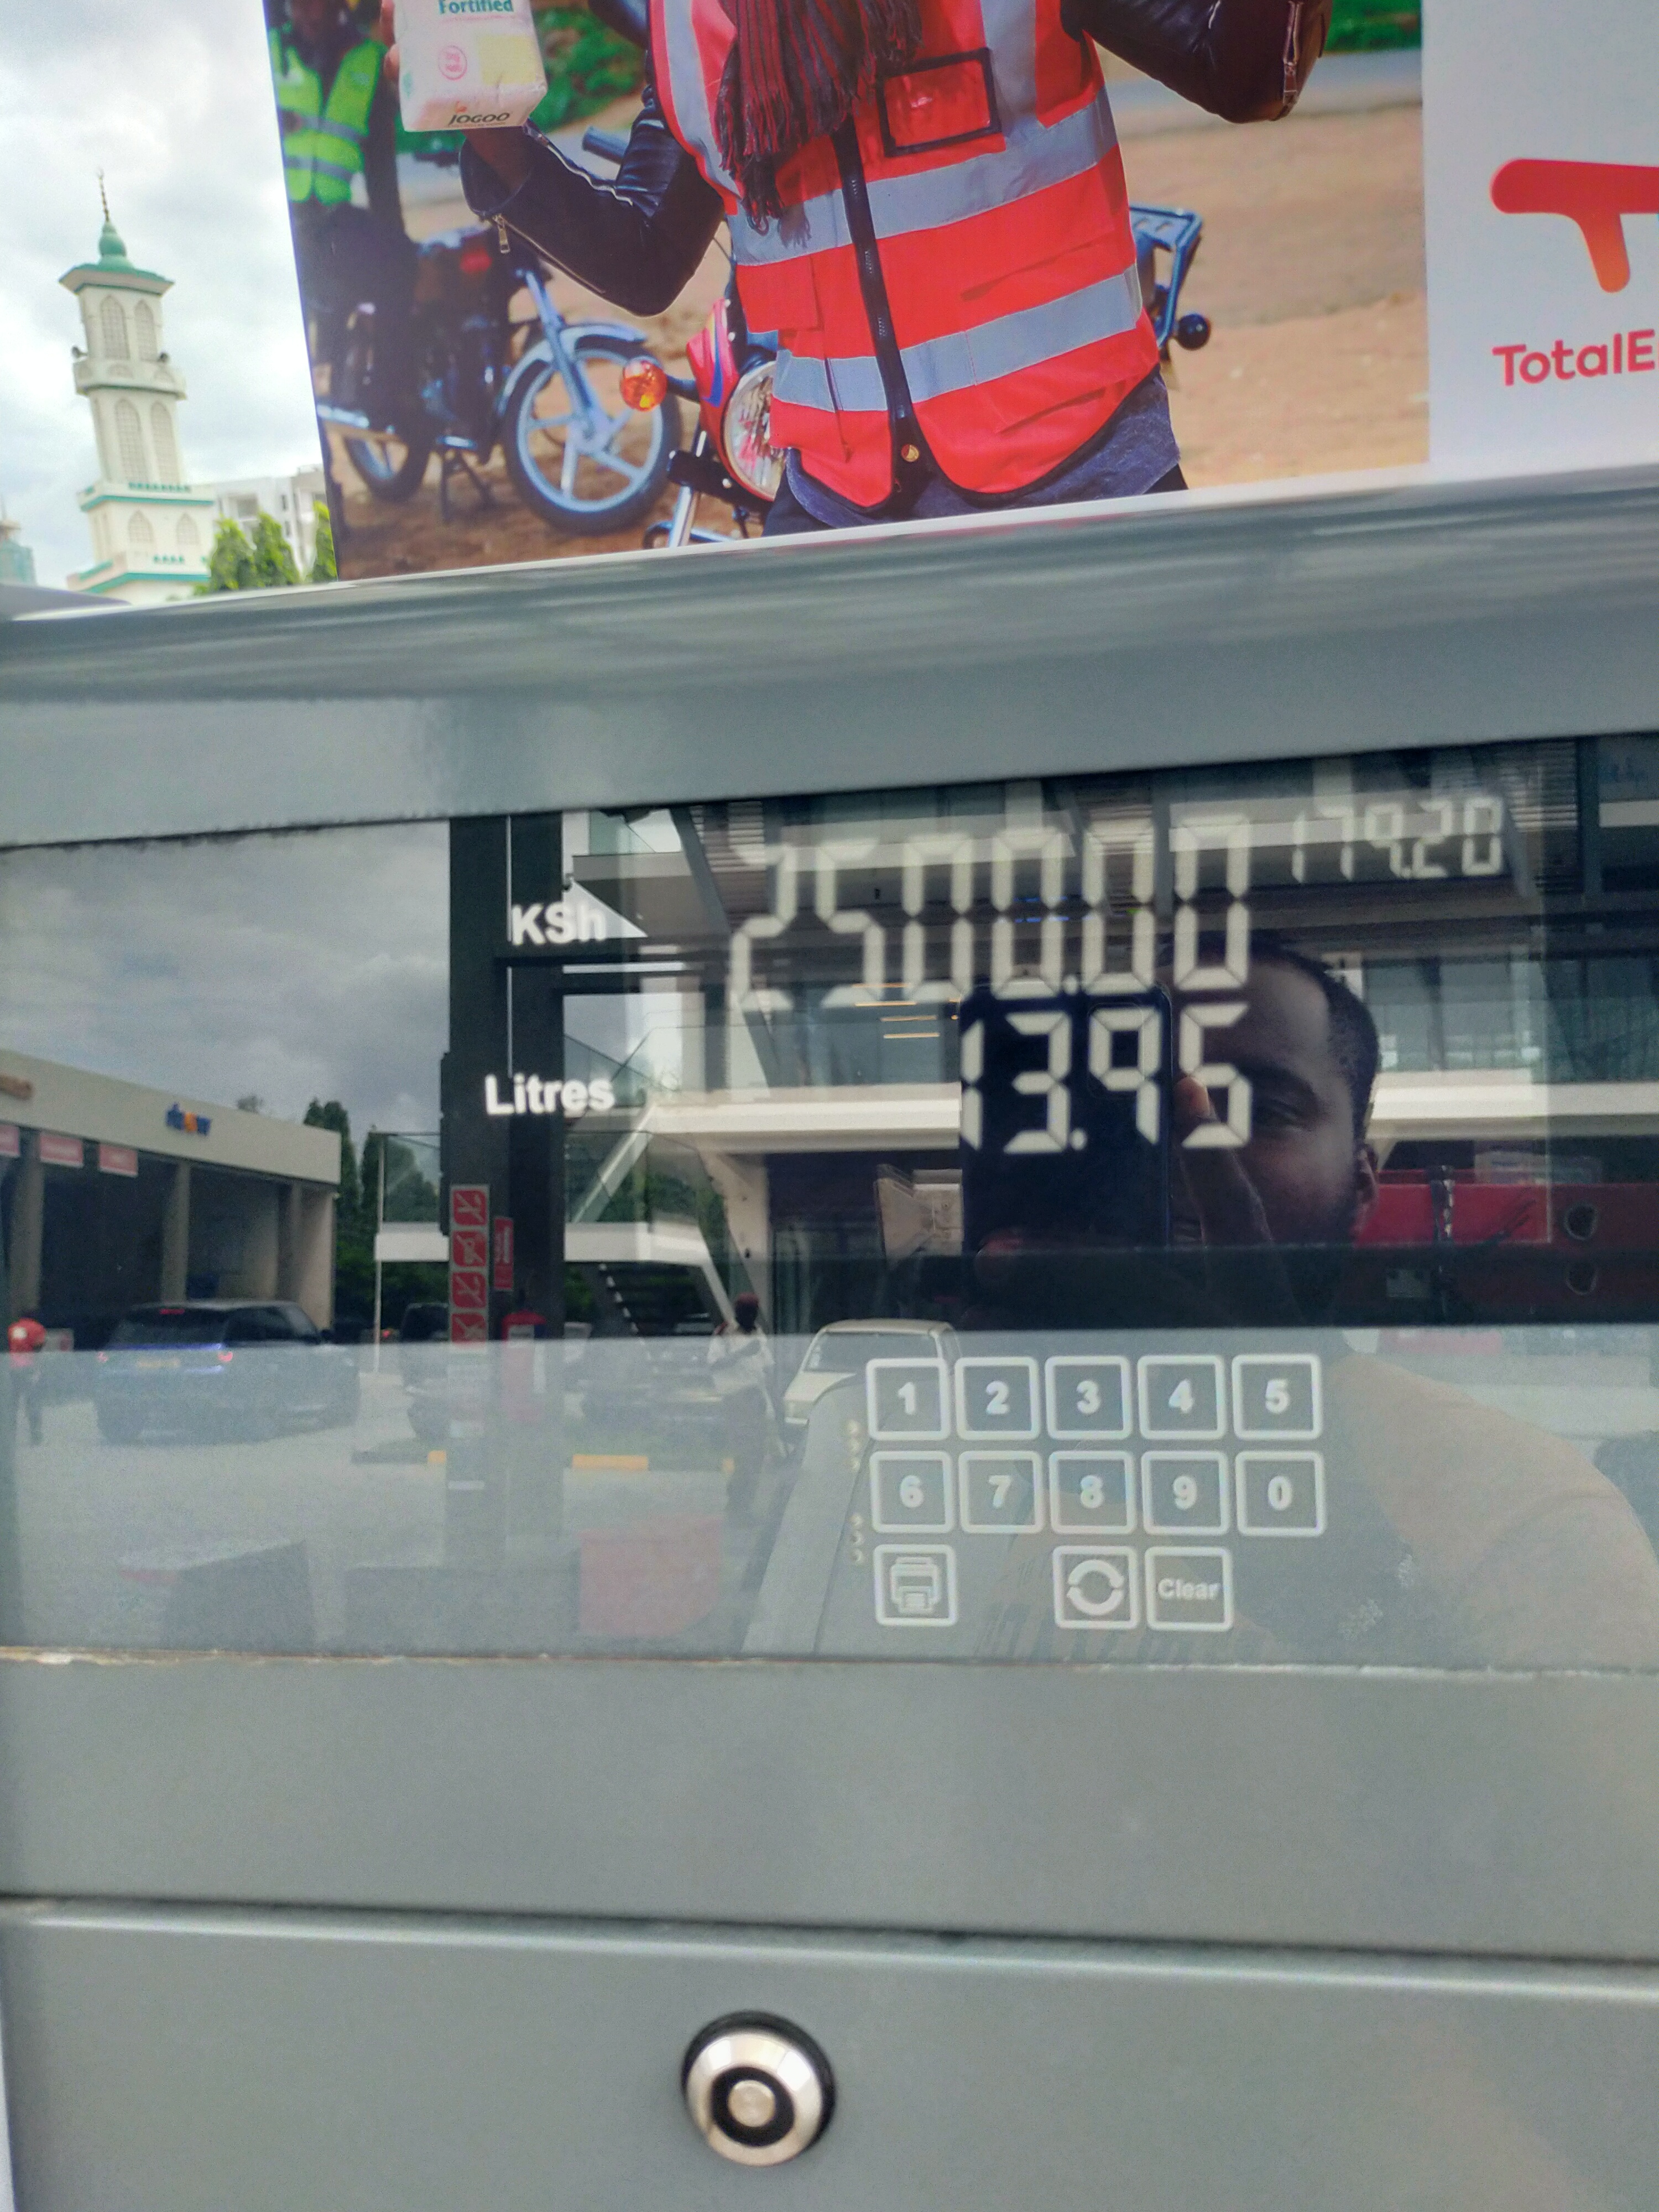 Fortified
JOGOO
TotalE
179.20
KSh 2500.00
Litres 13.95
1 2 3 4 5
6 7 8 9 0
Clear